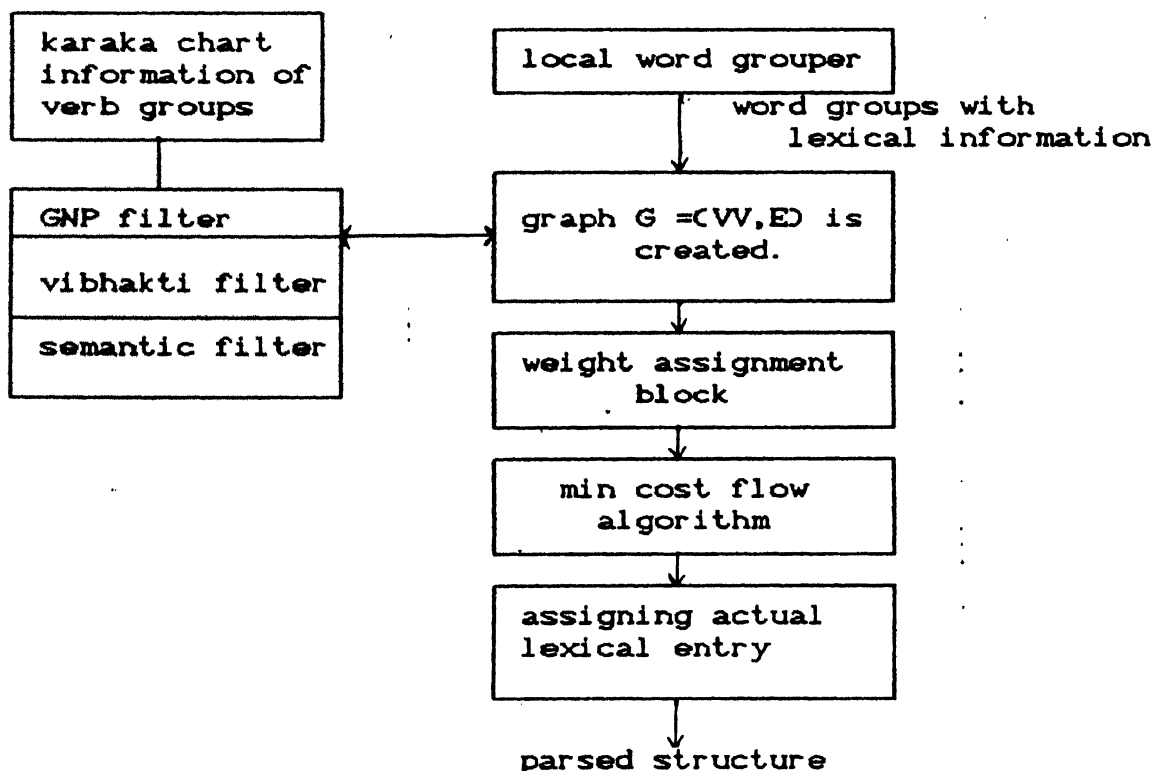 karaka chart
information of
verb groups
local word grouper
word groups with
lexical information
GNP filter
vibhakti filter
semantic filter
graph G =(VV,E) is
created.
weight assignment
block
min cost flow
algorithm
assigning actual
lexical entry
parsed structure